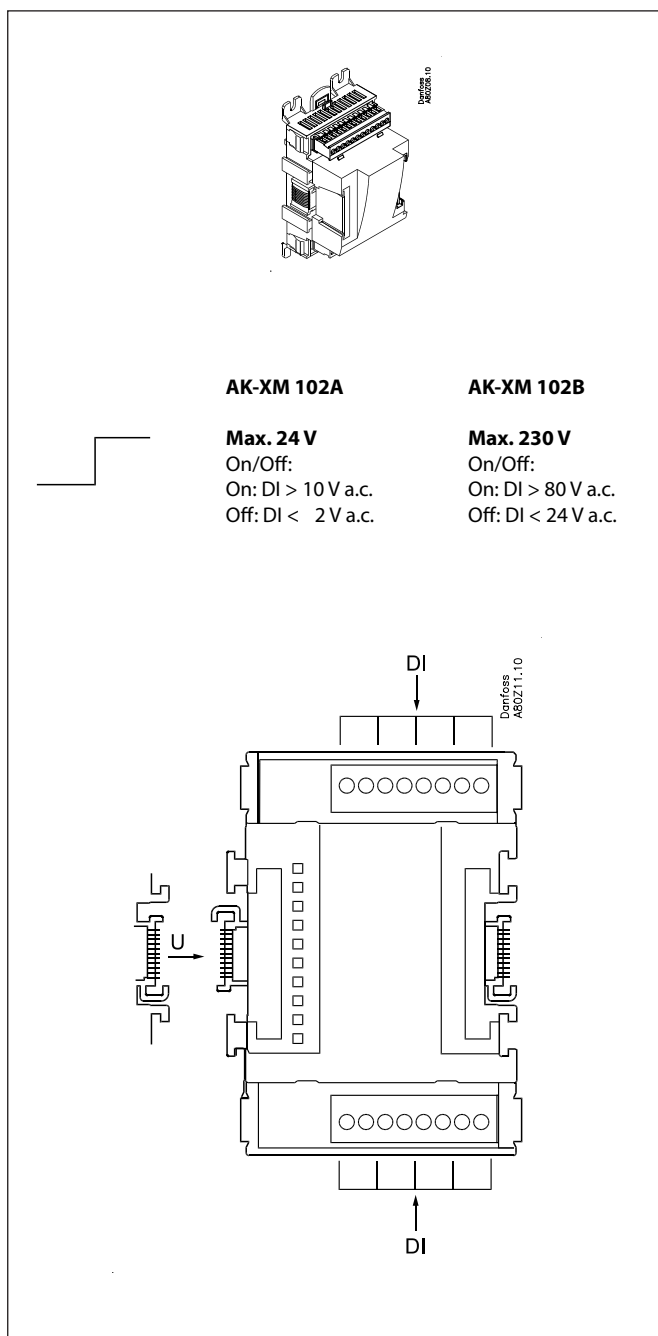 Danfoss
A80Z08.10
AK-XM 102A
Max. 24 V
On/Off:
On: DI > 10 V a.c.
Off: DI < 2 V a.c.
AK-XM 102B
Max. 230 V
On/Off:
On: DI > 80 V a.c.
Off: DI < 24 V a.c.
DI
Danfoss
A80Z11.10
U
DI